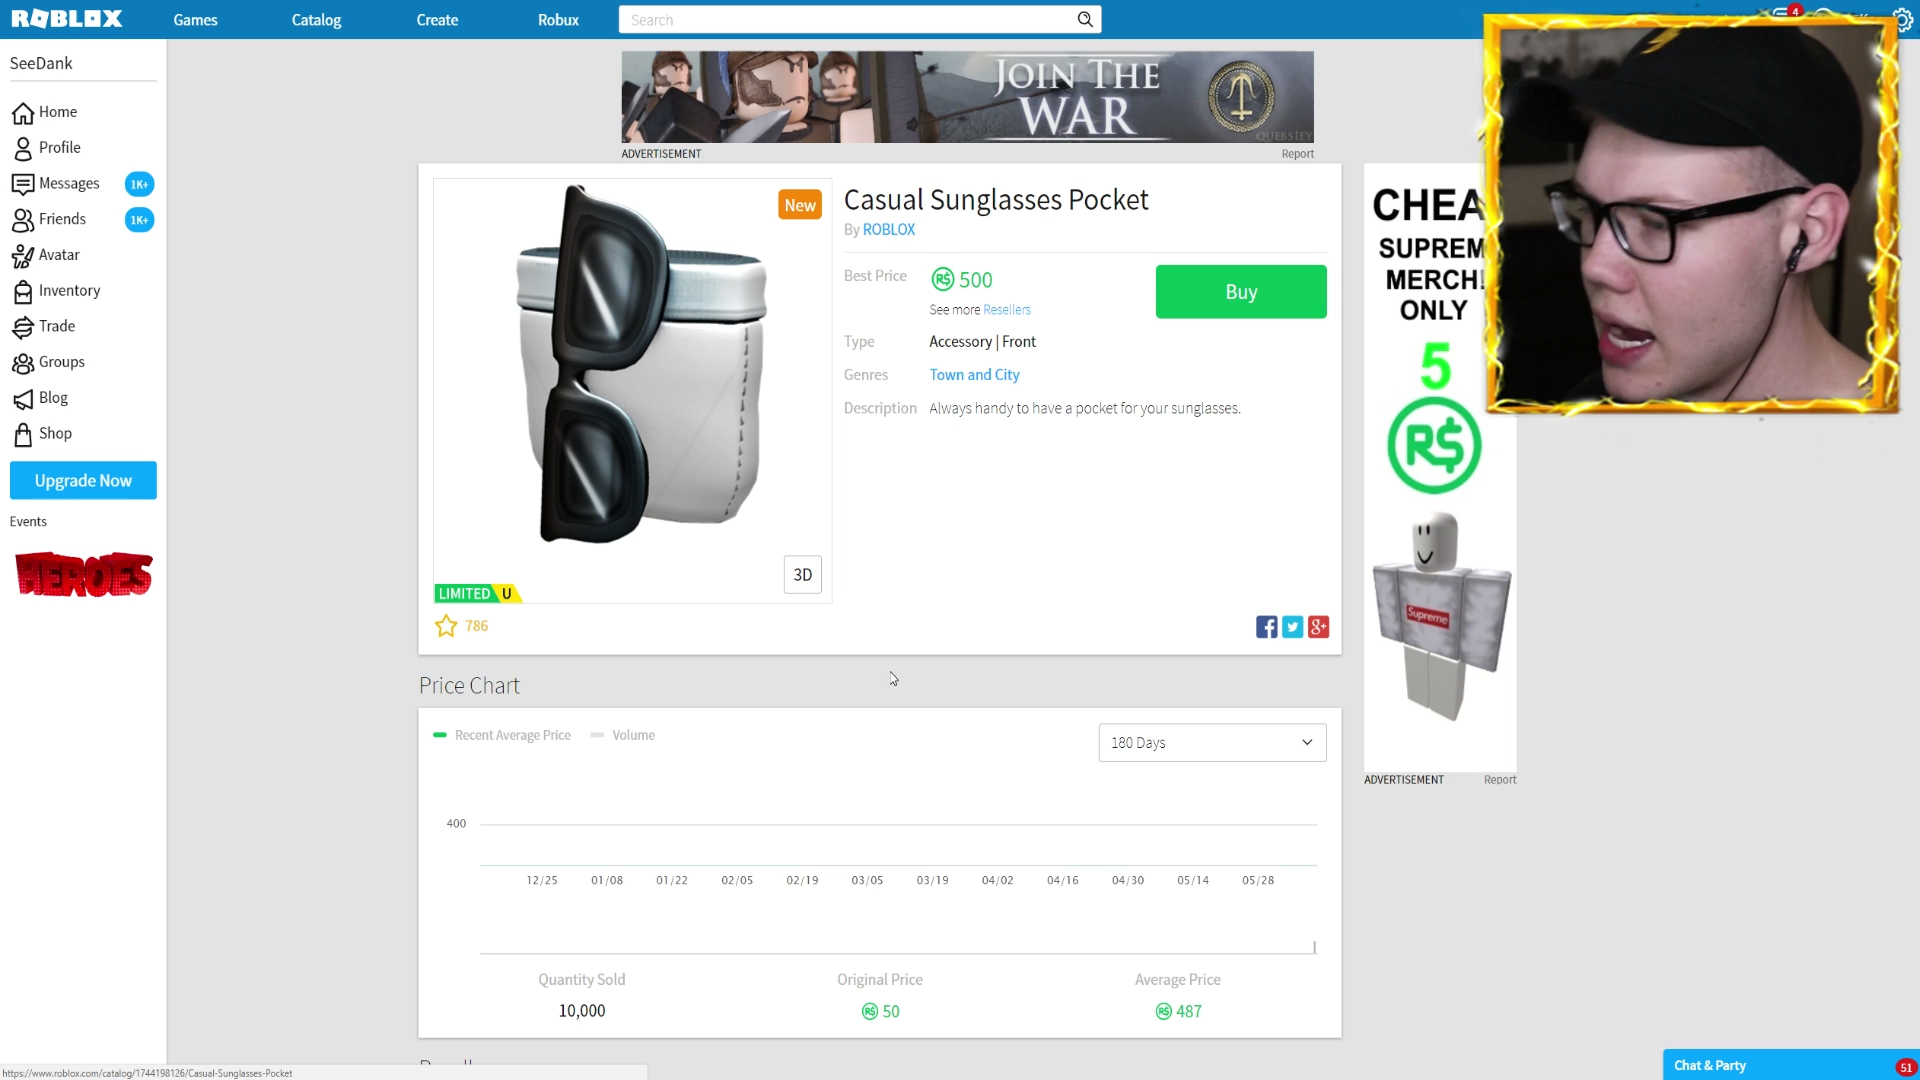 ROBLOX Games Catalog Create Robux Search 4
SeeDank
Home
Profile
Messages 1K+
Friends 1K+
Avatar
Inventory
Trade
Groups
Blog
Shop
Upgrade Now
Events
HEROES
JOIN THE
WAR
QUEBSLEY
ADVERTISEMENT Report
New
3D
LIMITED U
786
Casual Sunglasses Pocket
By ROBLOX
Best Price R$ 500
See more Resellers
Buy
Type Accessory | Front
Genres Town and City
Description Always handy to have a pocket for your sunglasses.
Price Chart
Recent Average Price Volume
180 Days
400
12/25 01/08 01/22 02/05 02/19 03/05 03/19 04/02 04/16 04/30 05/14 05/28
Quantity Sold Original Price Average Price
10,000 R$ 50 R$ 487
CHEA
SUPREM
MERCH!
ONLY
5
R$
Supreme
ADVERTISEMENT Report
https://www.roblox.com/catalog/1744198126/Casual-Sunglasses-Pocket
Chat & Party 51